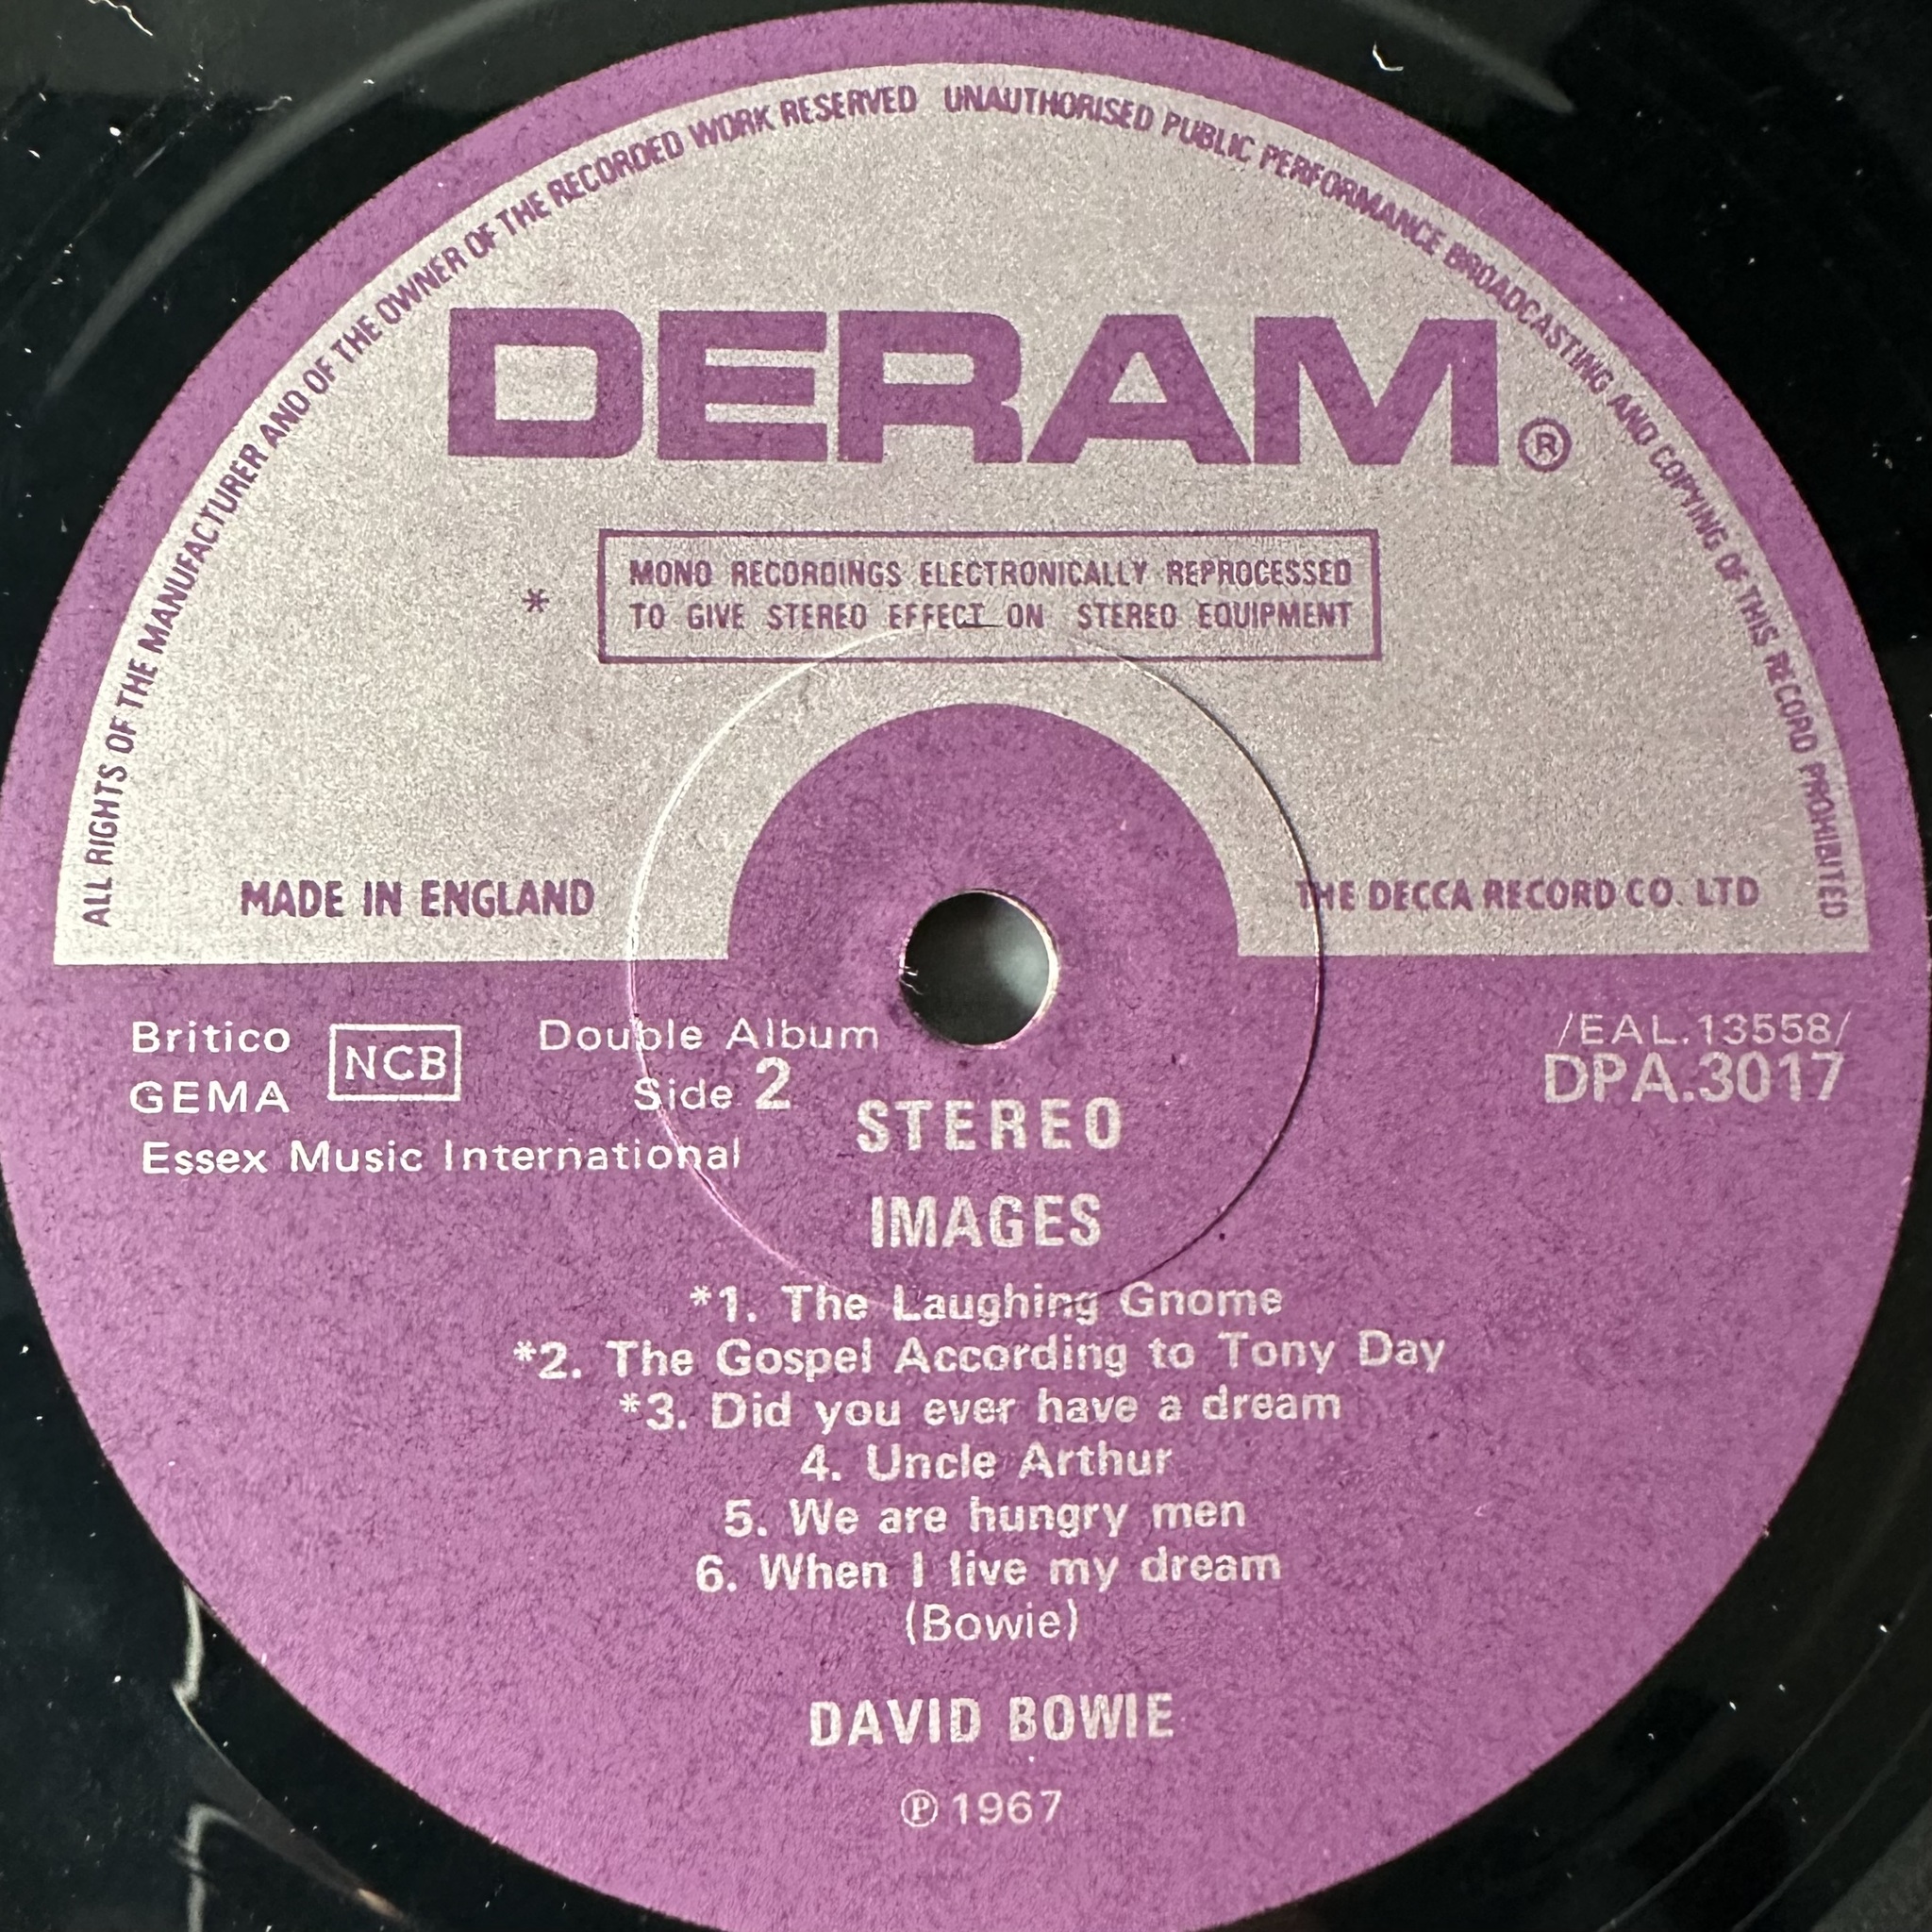 ALL RIGHTS OF THE MANUFACTURER AND OF THE OWNER OF THE RECORDED WORK RESERVED UNAUTHORISED PUBLIC PERFORMANCE BROADCASTING AND COPYING OF THIS RECORD PROHIBITED
DERAM ®
* MONO RECORDINGS ELECTRONICALLY REPROCESSED
TO GIVE STEREO EFFECT ON STEREO EQUIPMENT
MADE IN ENGLAND
THE DECCA RECORD CO. LTD
Britico
GEMA
NCB
Essex Music International
Double Album
Side 2
/EAL.13558/
DPA.3017
STEREO
IMAGES
*1. The Laughing Gnome
*2. The Gospel According to Tony Day
*3. Did you ever have a dream
4. Uncle Arthur
5. We are hungry men
6. When I live my dream
(Bowie)
DAVID BOWIE
℗ 1967